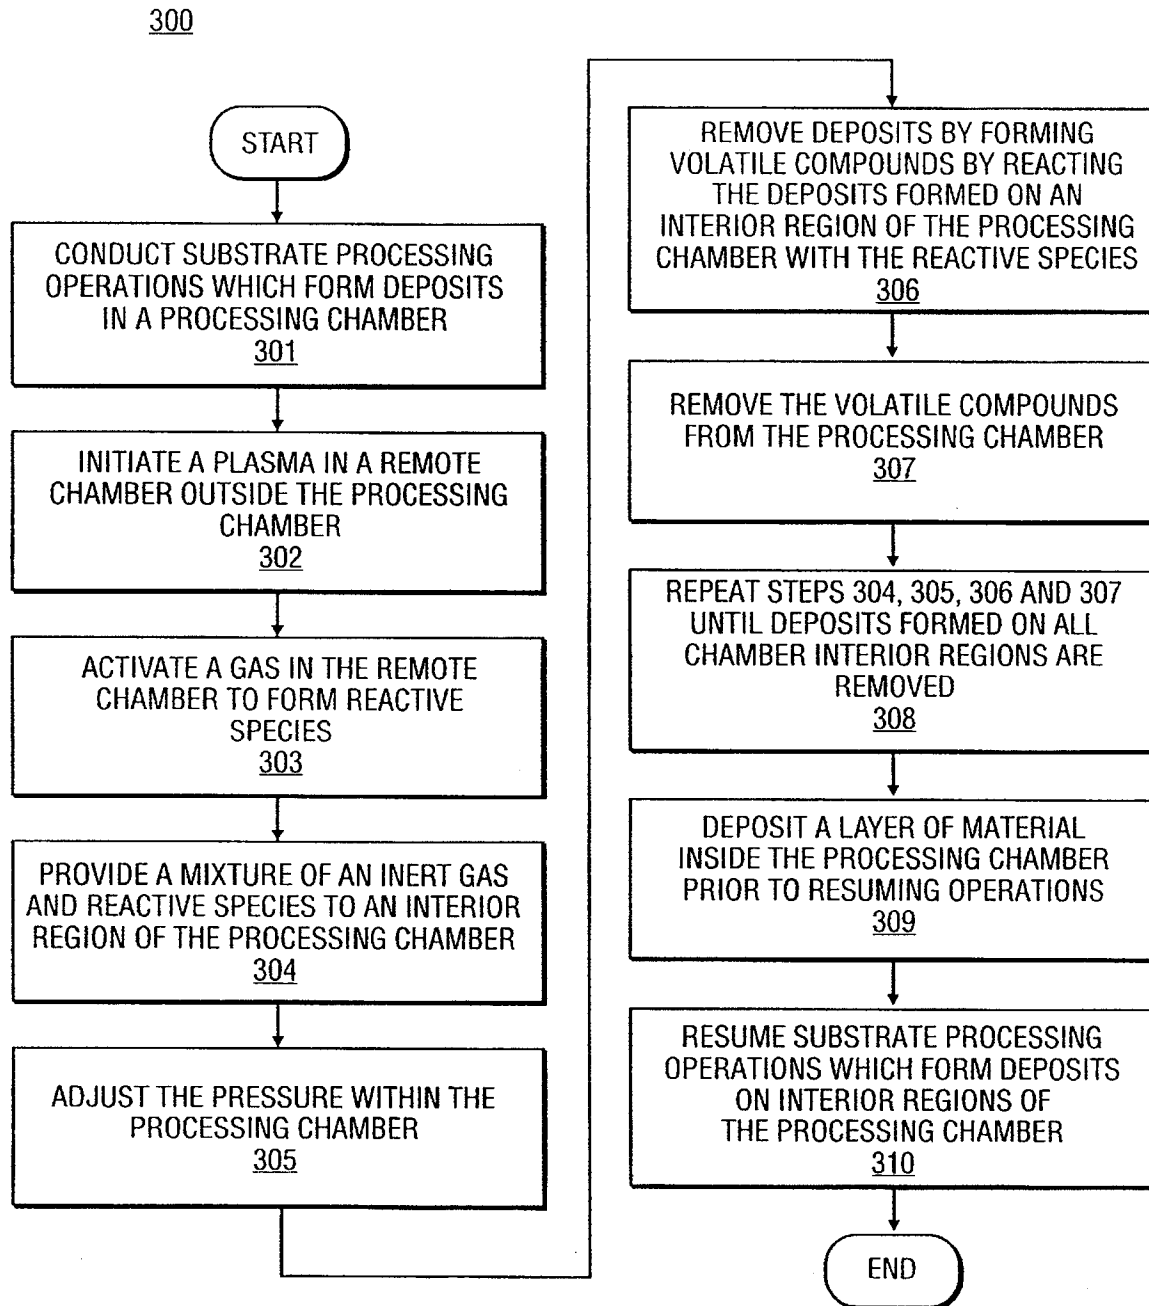 300
START
CONDUCT SUBSTRATE PROCESSING
OPERATIONS WHICH FORM DEPOSITS
IN A PROCESSING CHAMBER
301
INITIATE A PLASMA IN A REMOTE
CHAMBER OUTSIDE THE PROCESSING
CHAMBER
302
ACTIVATE A GAS IN THE REMOTE
CHAMBER TO FORM REACTIVE
SPECIES
303
PROVIDE A MIXTURE OF AN INERT GAS
AND REACTIVE SPECIES TO AN INTERIOR
REGION OF THE PROCESSING CHAMBER
304
ADJUST THE PRESSURE WITHIN THE
PROCESSING CHAMBER
305
REMOVE DEPOSITS BY FORMING
VOLATILE COMPOUNDS BY REACTING
THE DEPOSITS FORMED ON AN
INTERIOR REGION OF THE PROCESSING
CHAMBER WITH THE REACTIVE SPECIES
306
REMOVE THE VOLATILE COMPOUNDS
FROM THE PROCESSING CHAMBER
307
REPEAT STEPS 304, 305, 306 AND 307
UNTIL DEPOSITS FORMED ON ALL
CHAMBER INTERIOR REGIONS ARE
REMOVED
308
DEPOSIT A LAYER OF MATERIAL
INSIDE THE PROCESSING CHAMBER
PRIOR TO RESUMING OPERATIONS
309
RESUME SUBSTRATE PROCESSING
OPERATIONS WHICH FORM DEPOSITS
ON INTERIOR REGIONS OF
THE PROCESSING CHAMBER
310
END